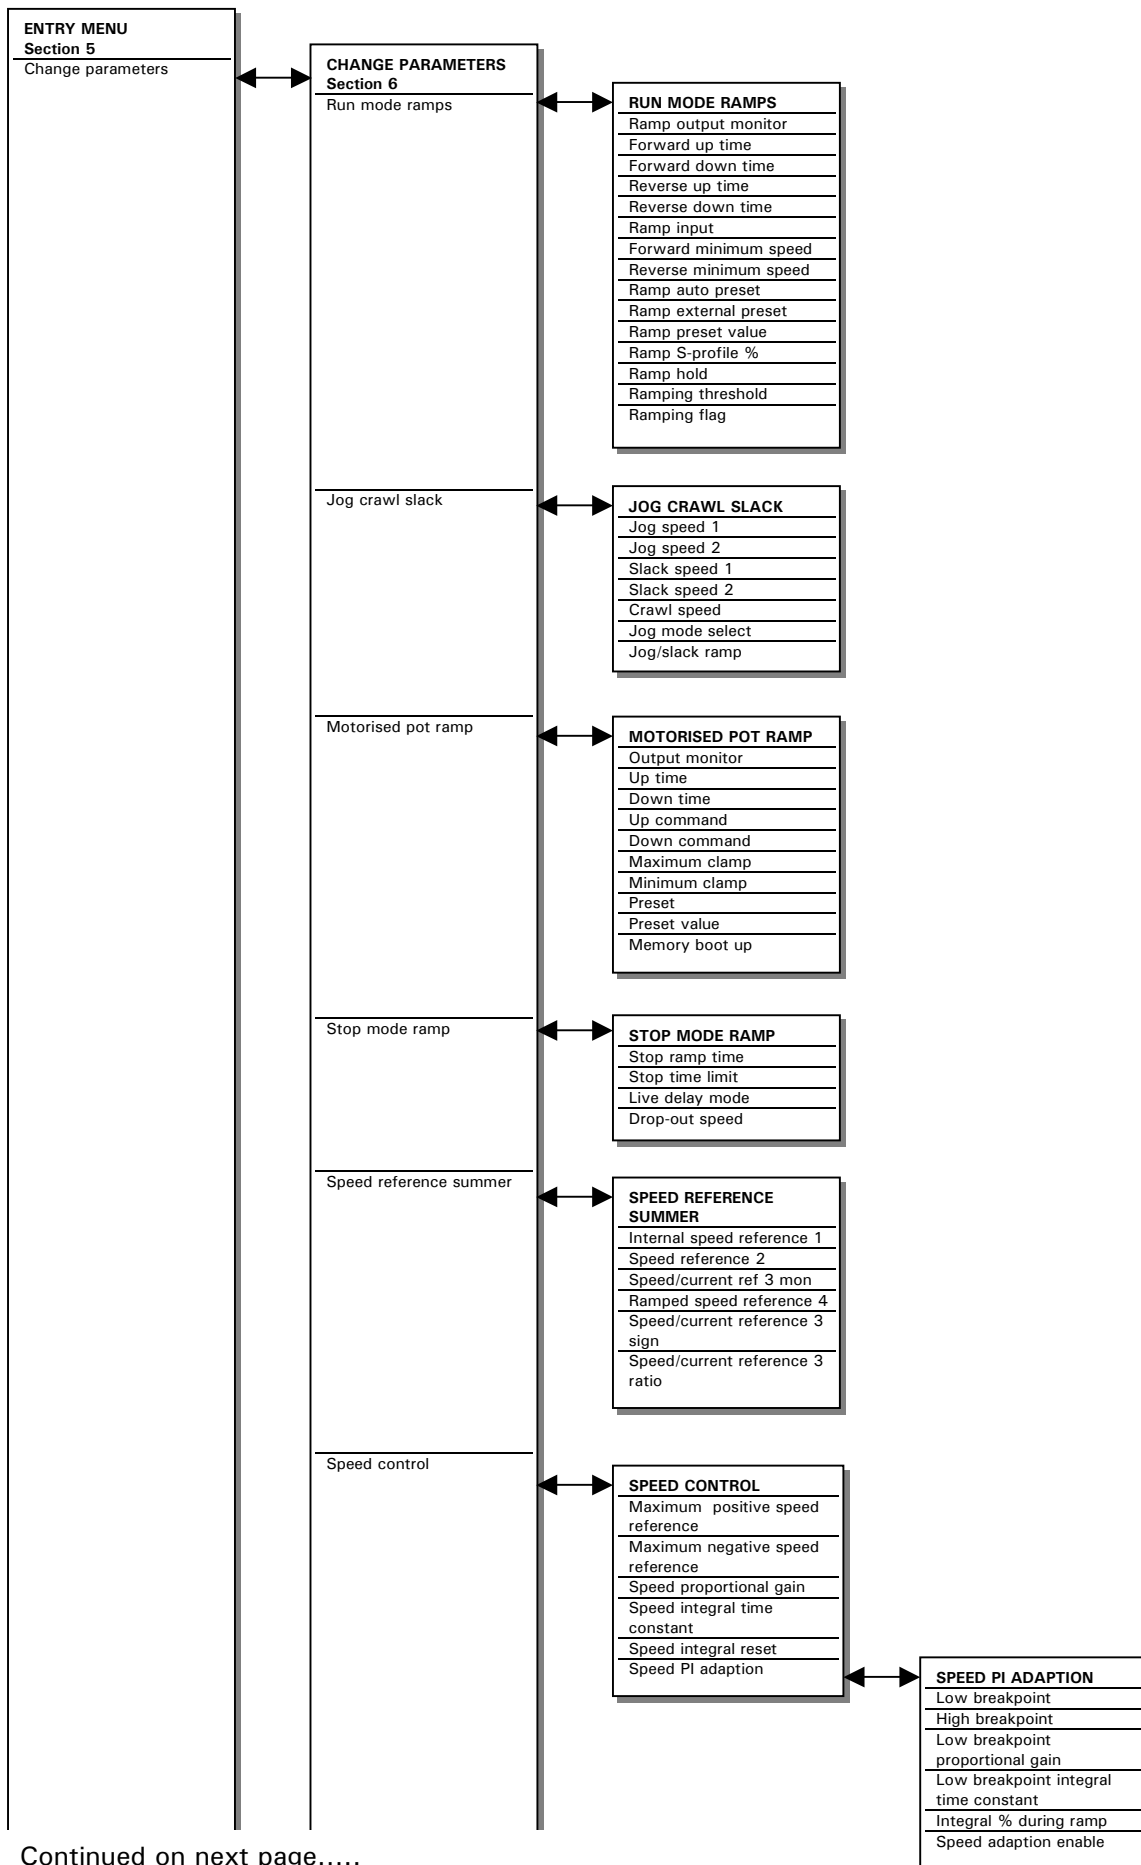 ENTRY MENU
Section 5
Change parameters
CHANGE PARAMETERS
Section 6
Run mode ramps
RUN MODE RAMPS
Ramp output monitor
Forward up time
Forward down time
Reverse up time
Reverse down time
Ramp input
Forward minimum speed
Reverse minimum speed
Ramp auto preset
Ramp external preset
Ramp preset value
Ramp S-profile %
Ramp hold
Ramping threshold
Ramping flag
Jog crawl slack
JOG CRAWL SLACK
Jog speed 1
Jog speed 2
Slack speed 1
Slack speed 2
Crawl speed
Jog mode select
Jog/slack ramp
Motorised pot ramp
MOTORISED POT RAMP
Output monitor
Up time
Down time
Up command
Down command
Maximum clamp
Minimum clamp
Preset
Preset value
Memory boot up
Stop mode ramp
STOP MODE RAMP
Stop ramp time
Stop time limit
Live delay mode
Drop-out speed
Speed reference summer
SPEED REFERENCE
SUMMER
Internal speed reference 1
Speed reference 2
Speed/current ref 3 mon
Ramped speed reference 4
Speed/current reference 3
sign
Speed/current reference 3
ratio
Speed control
SPEED CONTROL
Maximum  positive speed
reference
Maximum negative speed
reference
Speed proportional gain
Speed integral time
constant
Speed integral reset
Speed PI adaption
SPEED PI ADAPTION
Low breakpoint
High breakpoint
Low breakpoint
proportional gain
Low breakpoint integral
time constant
Integral % during ramp
Speed adaption enable
Continued on next page.....